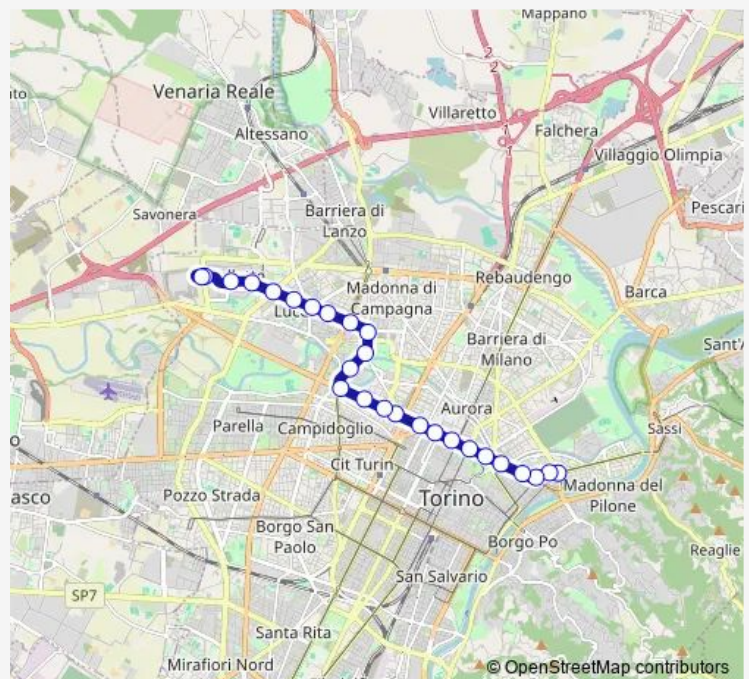 Mappano
Venaria Reale
Villaretto
Altessano
Falchera
Villaggio Olimpia
Pescari
Savonera
Barriera di
Lanzo
Rebaudengo
Madonna di
Campagna
Barca
Barriera di
Milano
Sant'A
Aurora
Parella
Campidoglio
Sassi
Cit Turin
Pozzo Strada
Torino
Madonna del
Pilone
asco
Borgo San
Paolo
Borgo Po
Reaglie
San Salvario
SP7
Santa Rita
Mirafiori Nord
© OpenStreetMap contributors